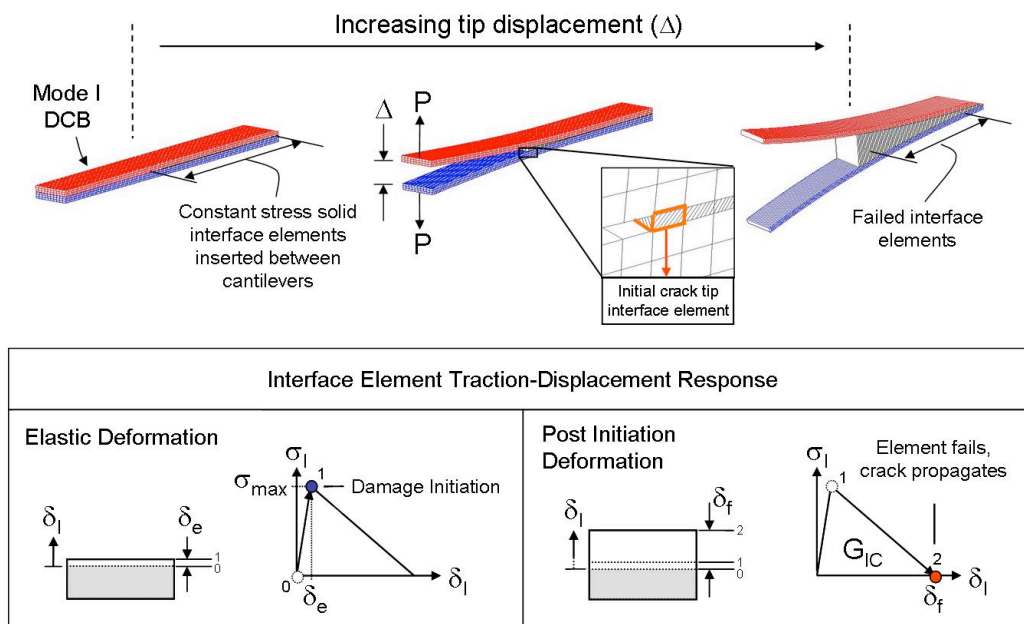 Increasing tip displacement (Δ)
Mode I
DCB
Δ
P
P
Constant stress solid
interface elements
inserted between
cantilevers
Initial crack tip
interface element
Failed interface
elements
Interface Element Traction-Displacement Response
Elastic Deformation
δI
δe
1
0
σI
σmax
1
Damage Initiation
0
δe
δI
Post Initiation
Deformation
δI
δf
2
1
0
σI
1
Element fails,
crack propagates
GIC
2
δf
δI